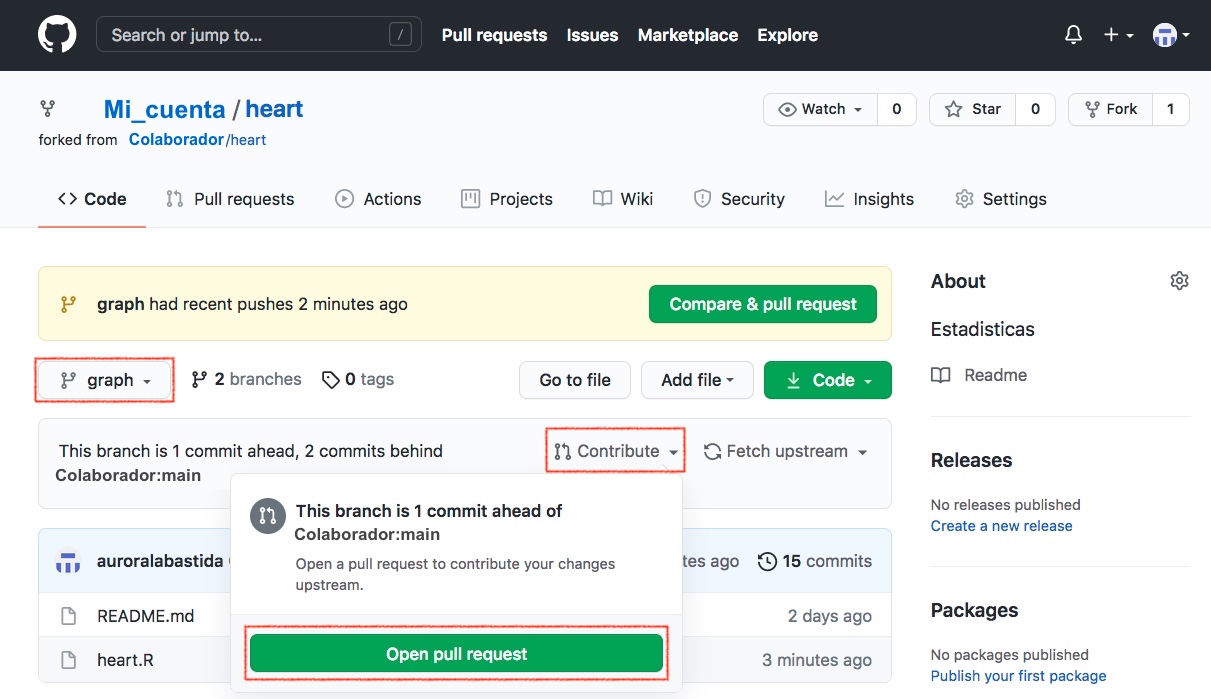 Search or jump to... / Pull requests Issues Marketplace Explore
Mi_cuenta / heart Watch 0 Star 0 Fork 1
forked from Colaborador/heart
Code Pull requests Actions Projects Wiki Security Insights Settings
graph had recent pushes 2 minutes ago Compare & pull request
graph 2 branches 0 tags Go to file Add file Code
This branch is 1 commit ahead, 2 commits behind
Colaborador:main
Contribute Fetch upstream
This branch is 1 commit ahead of
Colaborador:main
Open a pull request to contribute your changes
upstream.
Open pull request
auroralabastida tes ago 15 commits
README.md 2 days ago
heart.R 3 minutes ago
About
Estadisticas
Readme
Releases
No releases published
Create a new release
Packages
No packages published
Publish your first package